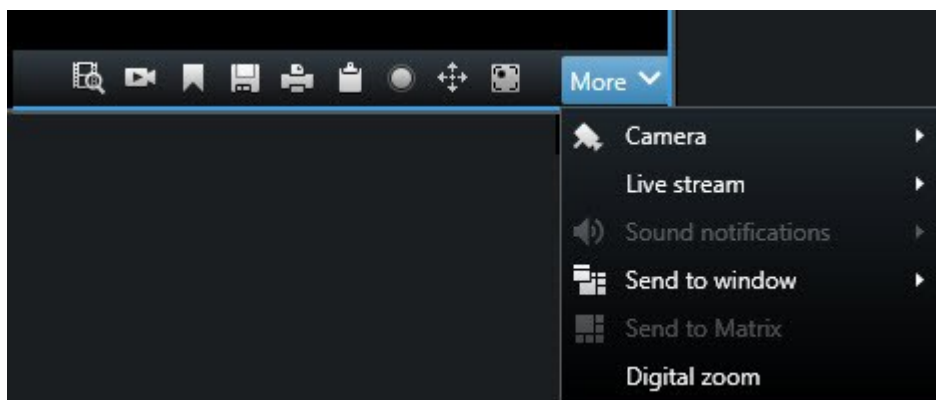 More
Camera
Live stream
Sound notifications
Send to window
Send to Matrix
Digital zoom